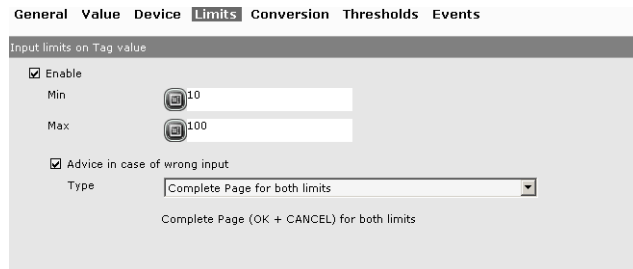 General Value Device Limits Conversion Thresholds Events
Input limits on Tag value
Enable
Min 10
Max 100
Advice in case of wrong input
Type Complete Page for both limits
Complete Page (OK + CANCEL) for both limits